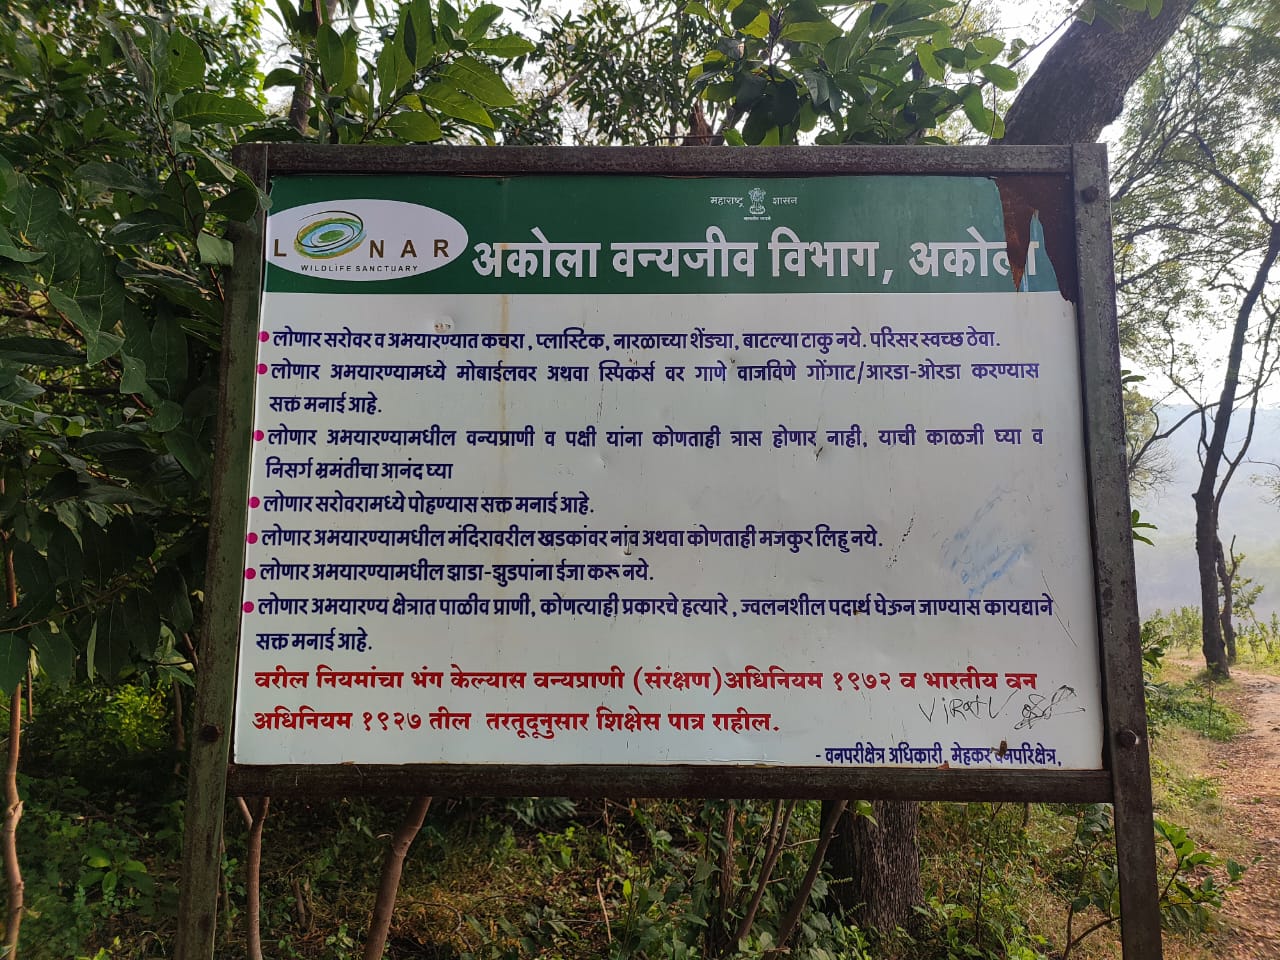 महाराष्ट्र शासन
LONAR
WILDLIFE SANCTUARY
अकोला वन्यजीव विभाग, अकोला
लोणार सरोवर व अभयारण्यात कचरा , प्लास्टिक, नारळाच्या शेंड्या, बाटल्या टाकु नये. परिसर स्वच्छ ठेवा.
लोणार अभयारण्यामध्ये मोबाईलवर अथवा स्पिकर्स वर गाणे वाजविणे गोंगाट/आरडा-ओरडा करण्यास
सक्त मनाई आहे.
लोणार अभयारण्यामधील वन्यप्राणी व पक्षी यांना कोणताही त्रास होणार नाही, याची काळजी घ्या व
निसर्ग भ्रमंतीचा आनंद घ्या
लोणार सरोवरामध्ये पोहण्यास सक्त मनाई आहे.
लोणार अभयारण्यामधील मंदिरावरील खडकांवर नांव अथवा कोणताही मजकुर लिहु नये.
लोणार अभयारण्यामधील झाडा-झुडपांना ईजा करू नये.
लोणार अभयारण्य क्षेत्रात पाळीव प्राणी, कोणत्याही प्रकारचे हत्यारे , ज्वलनशील पदार्थ घेऊन जाण्यास कायद्याने
सक्त मनाई आहे.
वरील नियमांचा भंग केल्यास वन्यप्राणी (संरक्षण) अधिनियम १९७२ व भारतीय वन
अधिनियम १९२७ तील तरतूदूनुसार शिक्षेस पात्र राहील.
- वनपरीक्षेत्र अधिकारी, मेहकर वनपरिक्षेत्र,